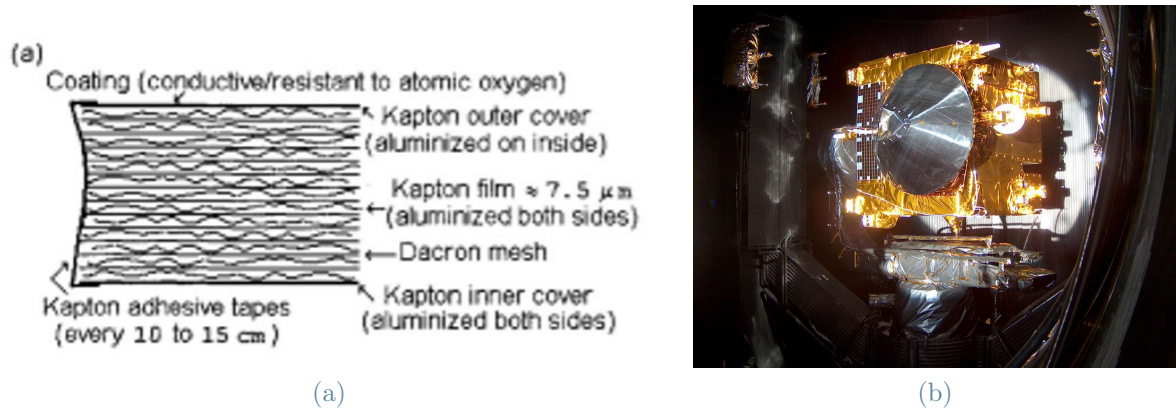 (a)
Coating (conductive/resistant to atomic oxygen)
Kapton outer cover
(aluminized on inside)
Kapton film ≈ 7.5 μm
(aluminized both sides)
Dacron mesh
Kapton inner cover
(aluminized both sides)
Kapton adhesive tapes
(every 10 to 15 cm)
(a)
(b)